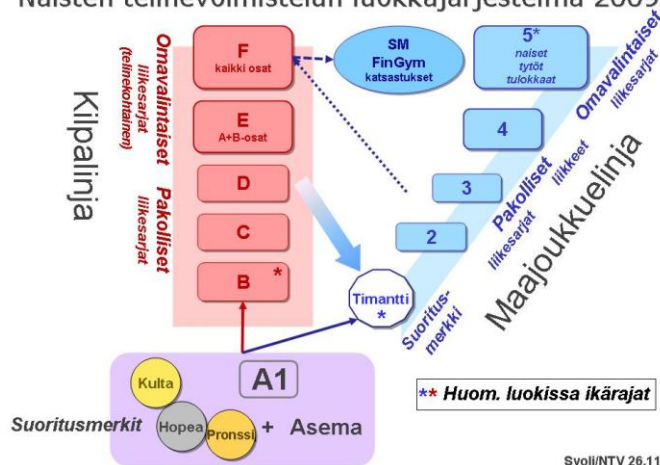 Naisten telinevoimistelun luokkajärjestelmä 2009
Kilpalinja
Omavalintaiset
liikesarjat
(telinekohtainen)
Pakolliset
liikesarjat
F
kaikki osat
E
A+B-osat
D
C
B *
SM
FinGym
katsastukset
5*
naiset
tytöt
tulokkaat
4
3
2
Timantti
*
Omavalintaiset
liikesarjat
Pakolliset
liikkeet
liikesarjat
Suoritus-
merkki
Maajoukkuelinja
A1
Kulta
Suoritusmerkit
Hopea
Pronssi
+ Asema
** Huom. luokissa ikärajat
Svoli/NTV 26.11